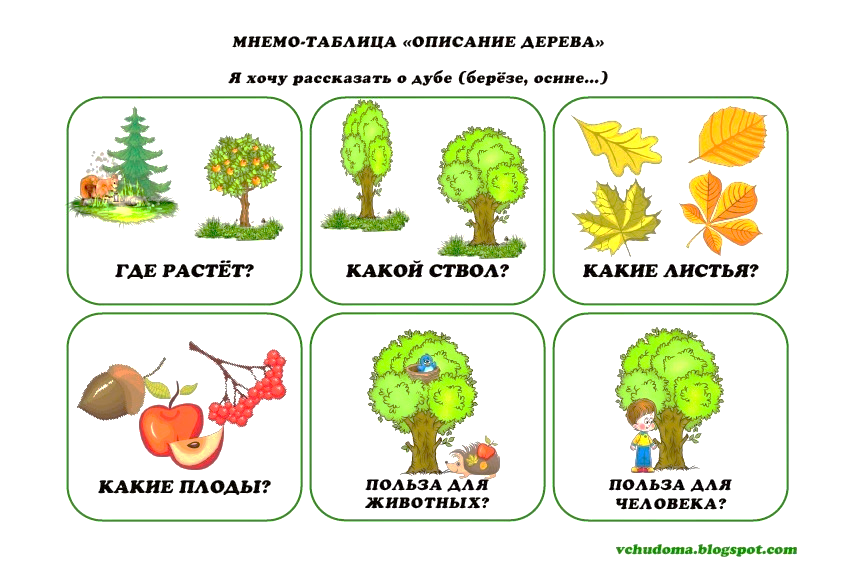 МНЕМО-ТАБЛИЦА «ОПИСАНИЕ ДЕРЕВА»
Я хочу рассказать о дубе (берёзе, осине...)
ГДЕ РАСТЁТ?
КАКОЙ СТВОЛ?
КАКИЕ ЛИСТЬЯ?
КАКИЕ ПЛОДЫ?
ПОЛЬЗА ДЛЯ
ЖИВОТНЫХ?
ПОЛЬЗА ДЛЯ
ЧЕЛОВЕКА?
vchudoma.blogspot.com